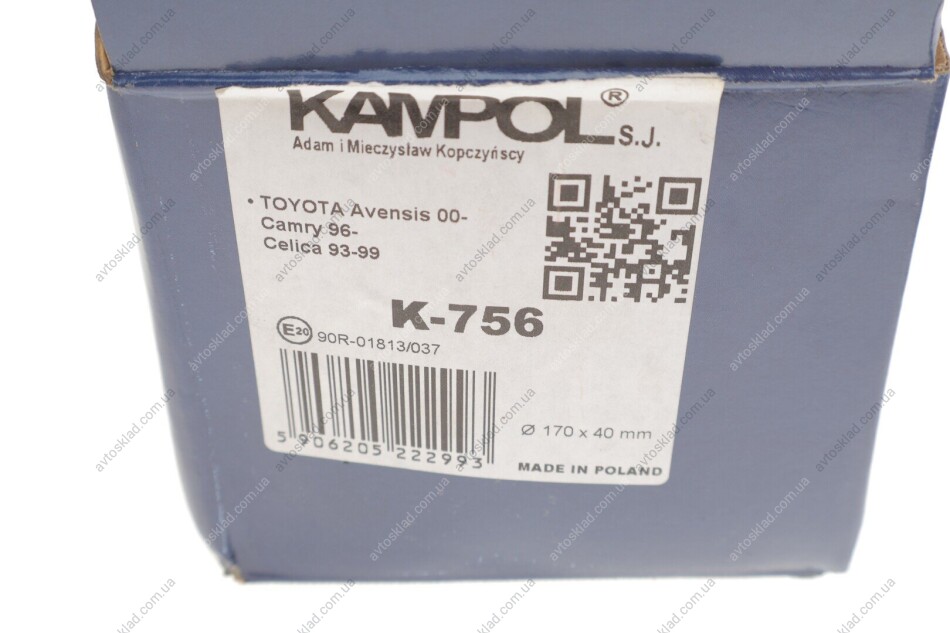 KAMPOL® S.J.
Adam i Mieczysław Kopczyńscy
• TOYOTA Avensis 00-
Camry 96-
Celica 93-99
K-756
E20 90R-01813/037
5 906205 222993
Ø 170 x 40 mm
MADE IN POLAND
avtosklad.com.ua